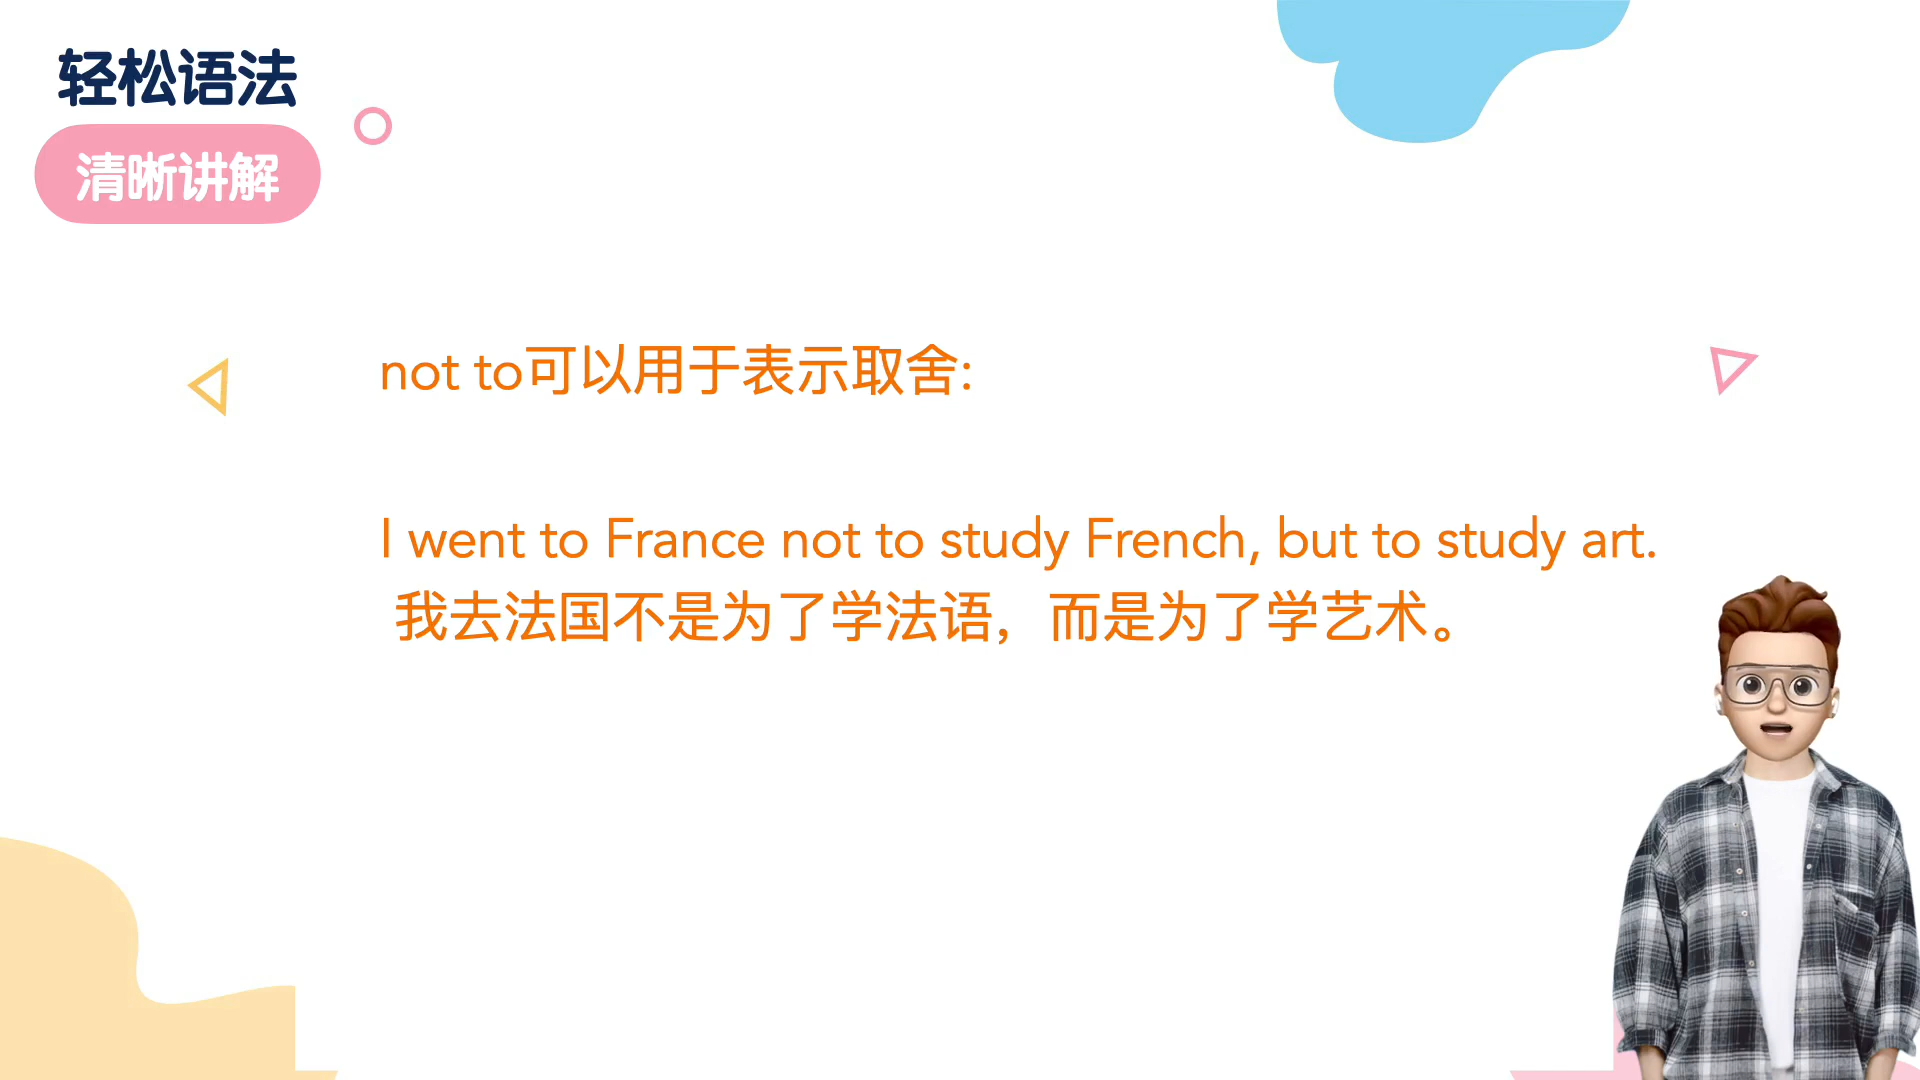 轻松语法
清晰讲解
not to可以用于表示取舍:
I went to France not to study French, but to study art.
我去法国不是为了学法语，而是为了学艺术。